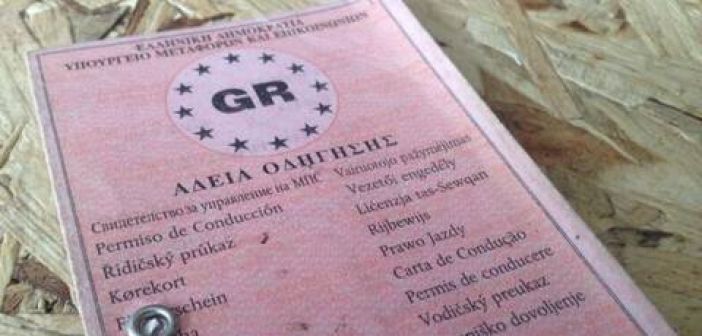 ΕΛΛΗΝΙΚΗ ΔΗΜΟΚΡΑΤΙΑ
ΥΠΟΥΡΓΕΙΟ ΜΕΤΑΦΟΡΩΝ ΚΑΙ ΕΠΙΚΟΙΝΩΝΙΩΝ
GR
ΑΔΕΙΑ ΟΔΗΓΗΣΗΣ
Свидетелство за управление на МПС
Permiso de Conducción
Řidičský průkaz
Kørekort
Vairuotojo pažymėjimas
Vezetői engedély
Liċenzja tas-Sewqan
Rijbewijs
Prawo Jazdy
Carta de Condução
Permis de conducere
Vodičský preukaz
dovoljenje